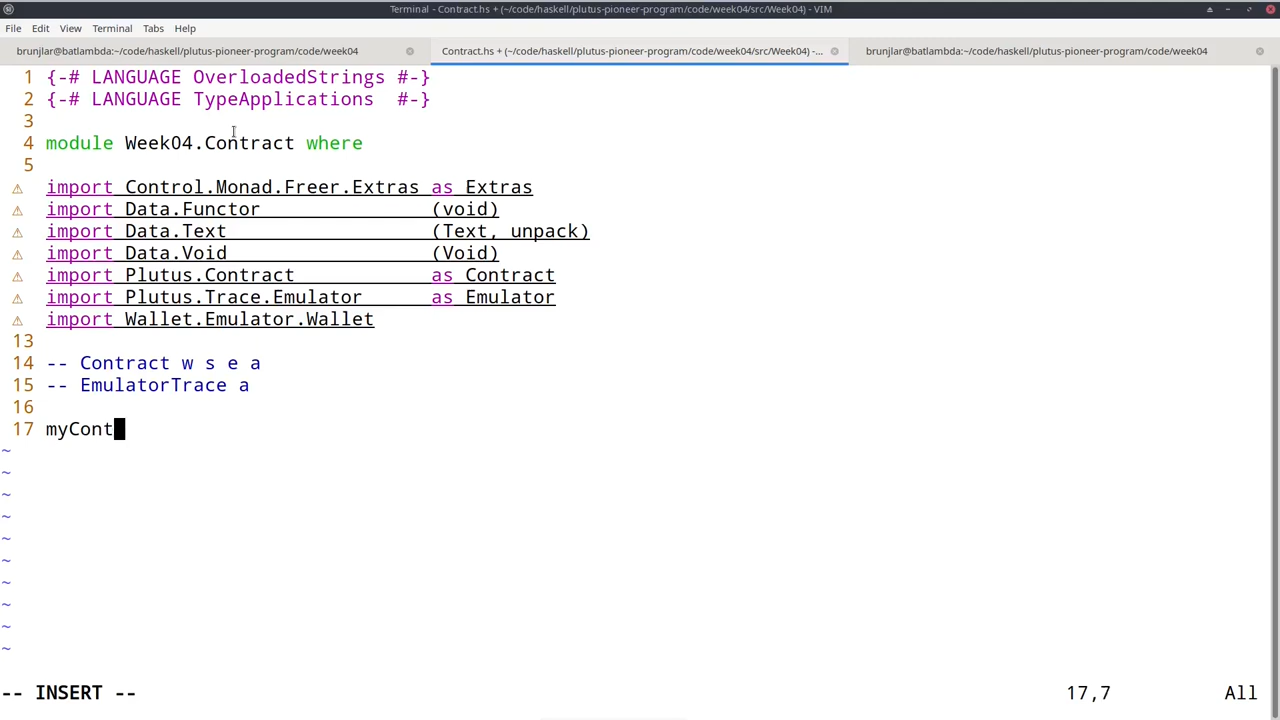 Terminal - Contract.hs + (~/code/haskell/plutus-pioneer-program/code/week04/src/Week04) - VIM
File Edit View Terminal Tabs Help
brunjlar@batlambda:~/code/haskell/plutus-pioneer-program/code/week04 Contract.hs + (~/code/haskell/plutus-pioneer-program/code/week04/src/Week04) -... brunjlar@batlambda:~/code/haskell/plutus-pioneer-program/code/week04
1 {-# LANGUAGE OverloadedStrings #-}
2 {-# LANGUAGE TypeApplications  #-}
3
4 module Week04.Contract where
5
⚠ import Control.Monad.Freer.Extras as Extras
⚠ import Data.Functor               (void)
⚠ import Data.Text                  (Text, unpack)
⚠ import Data.Void                  (Void)
⚠ import Plutus.Contract            as Contract
⚠ import Plutus.Trace.Emulator      as Emulator
⚠ import Wallet.Emulator.Wallet
13
14 -- Contract w s e a
15 -- EmulatorTrace a
16
17 myCont
~
~
~
~
~
~
~
~
~
~
-- INSERT -- 17,7 All